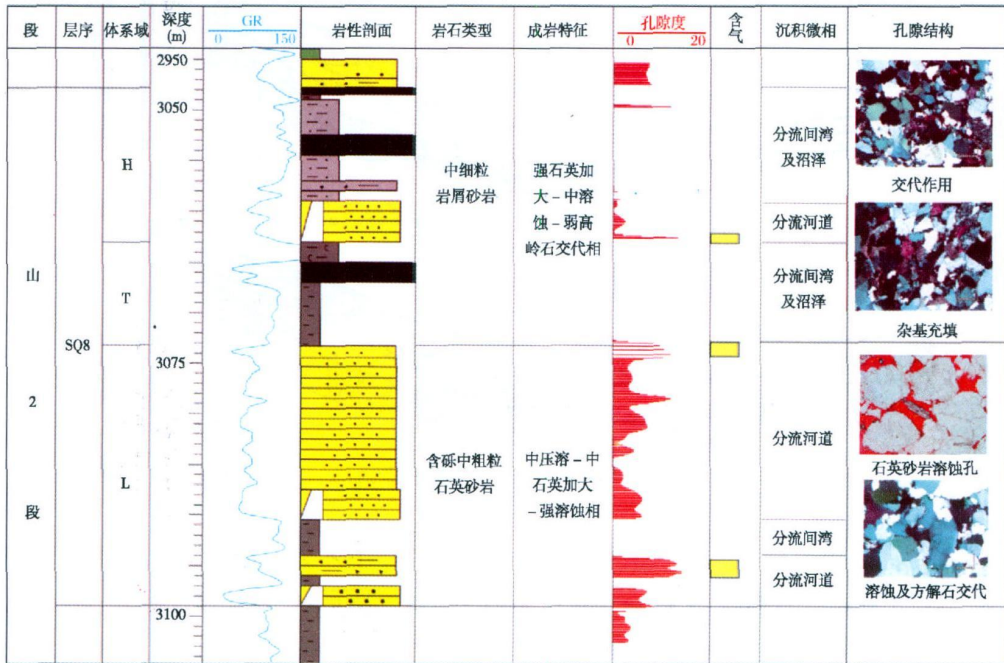 段 层序 体系域 深度 (m) GR 0 150 岩性剖面 岩石类型 成岩特征 孔隙度 0 20 含气 沉积微相 孔隙结构
2950
3050
3075
3100
山
2
段
SQ8
H
T
L
中细粒
岩屑砂岩
含砾中粗粒
石英砂岩
强石英加
大-中溶
蚀-弱高
岭石交代相
中压溶-中
石英加大
-强溶蚀相
分流间湾
及沼泽
分流河道
分流间湾
及沼泽
分流河道
分流间湾
分流河道
交代作用
杂基充填
石英砂岩溶蚀孔
溶蚀及方解石交代